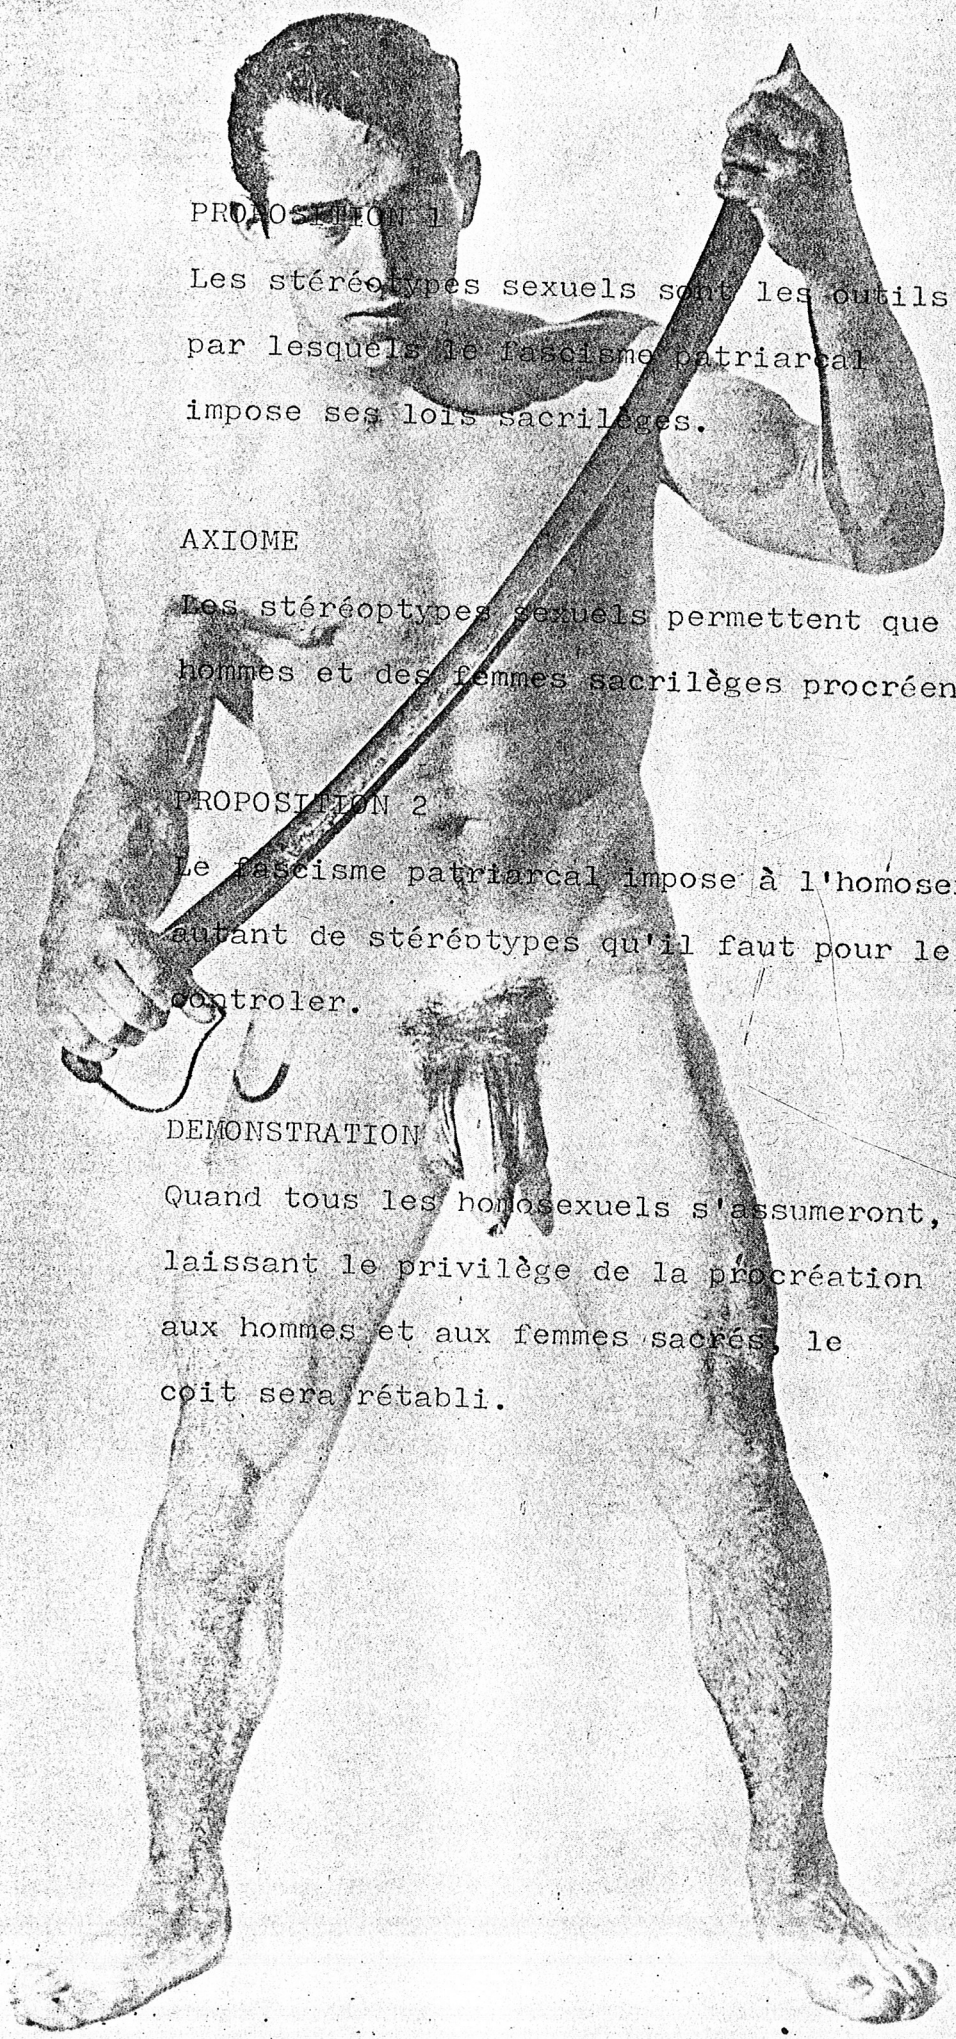 PROPOSITION 1
Les stéréotypes sexuels sont les outils
par lesquels le fascisme patriarcal
impose ses lois sacrilèges.
AXIOME
Les stéréoptypes sexuels permettent que
hommes et des femmes sacrilèges procréen
PROPOSITION 2
Le fascisme patriarcal impose à l'homose
autant de stéréotypes qu'il faut pour le
controler.
DEMONSTRATION
Quand tous les homosexuels s'assumeront,
laissant le privilège de la procréation
aux hommes et aux femmes sacrés, le
coit sera rétabli.